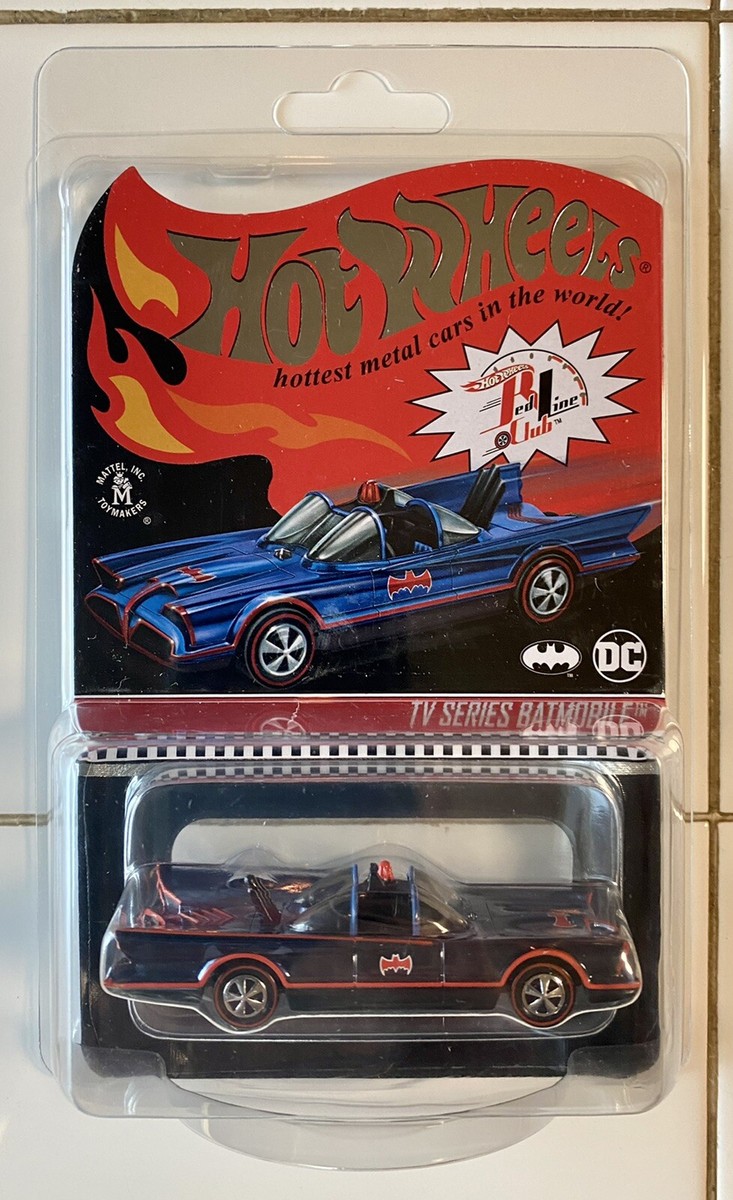 HOT WHEELS®
hottest metal cars in the world!
Hot Wheels
Red Line
Club™
MATTEL, INC.
M
TOYMAKERS
®
™
DC
TV SERIES BATMOBILE™